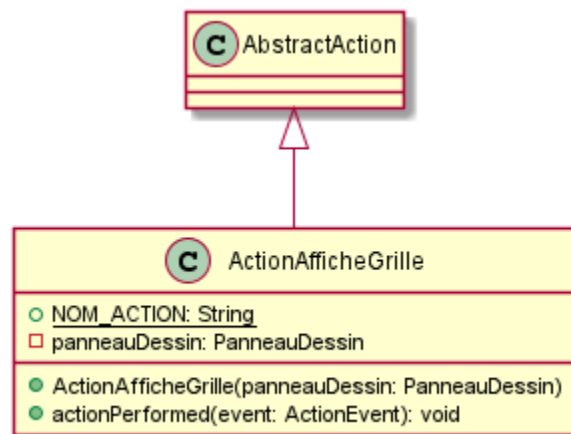 C AbstractAction
C ActionAfficheGrille
NOM_ACTION: String
panneauDessin: PanneauDessin
ActionAfficheGrille(panneauDessin: PanneauDessin)
actionPerformed(event: ActionEvent): void